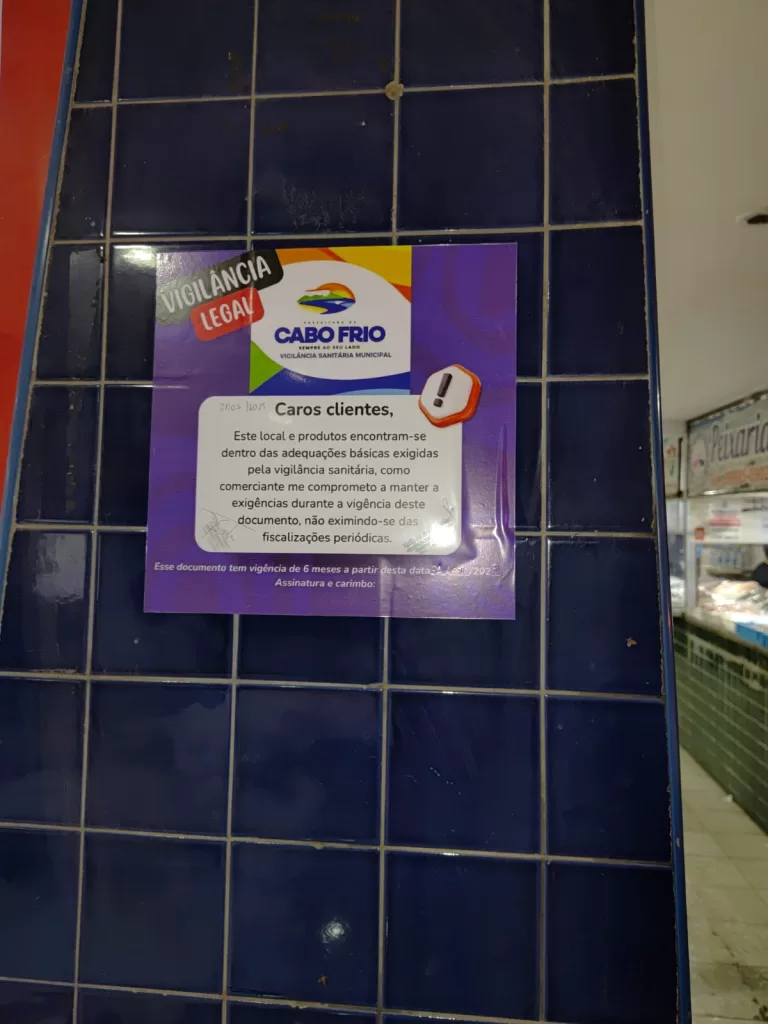 VIGILÂNCIA
LEGAL
PREFEITURA DE
CABO FRIO
SEMPRE AO SEU LADO
VIGILÂNCIA SANITÁRIA MUNICIPAL
Caros clientes,
Este local e produtos encontram-se
dentro das adequações básicas exigidas
pela vigilância sanitária, como
comerciante me comprometo a manter a
exigências durante a vigência deste
documento, não eximindo-se das
fiscalizações periódicas.
Esse documento tem vigência de 6 meses a partir desta data
Assinatura e carimbo:
Peixaria